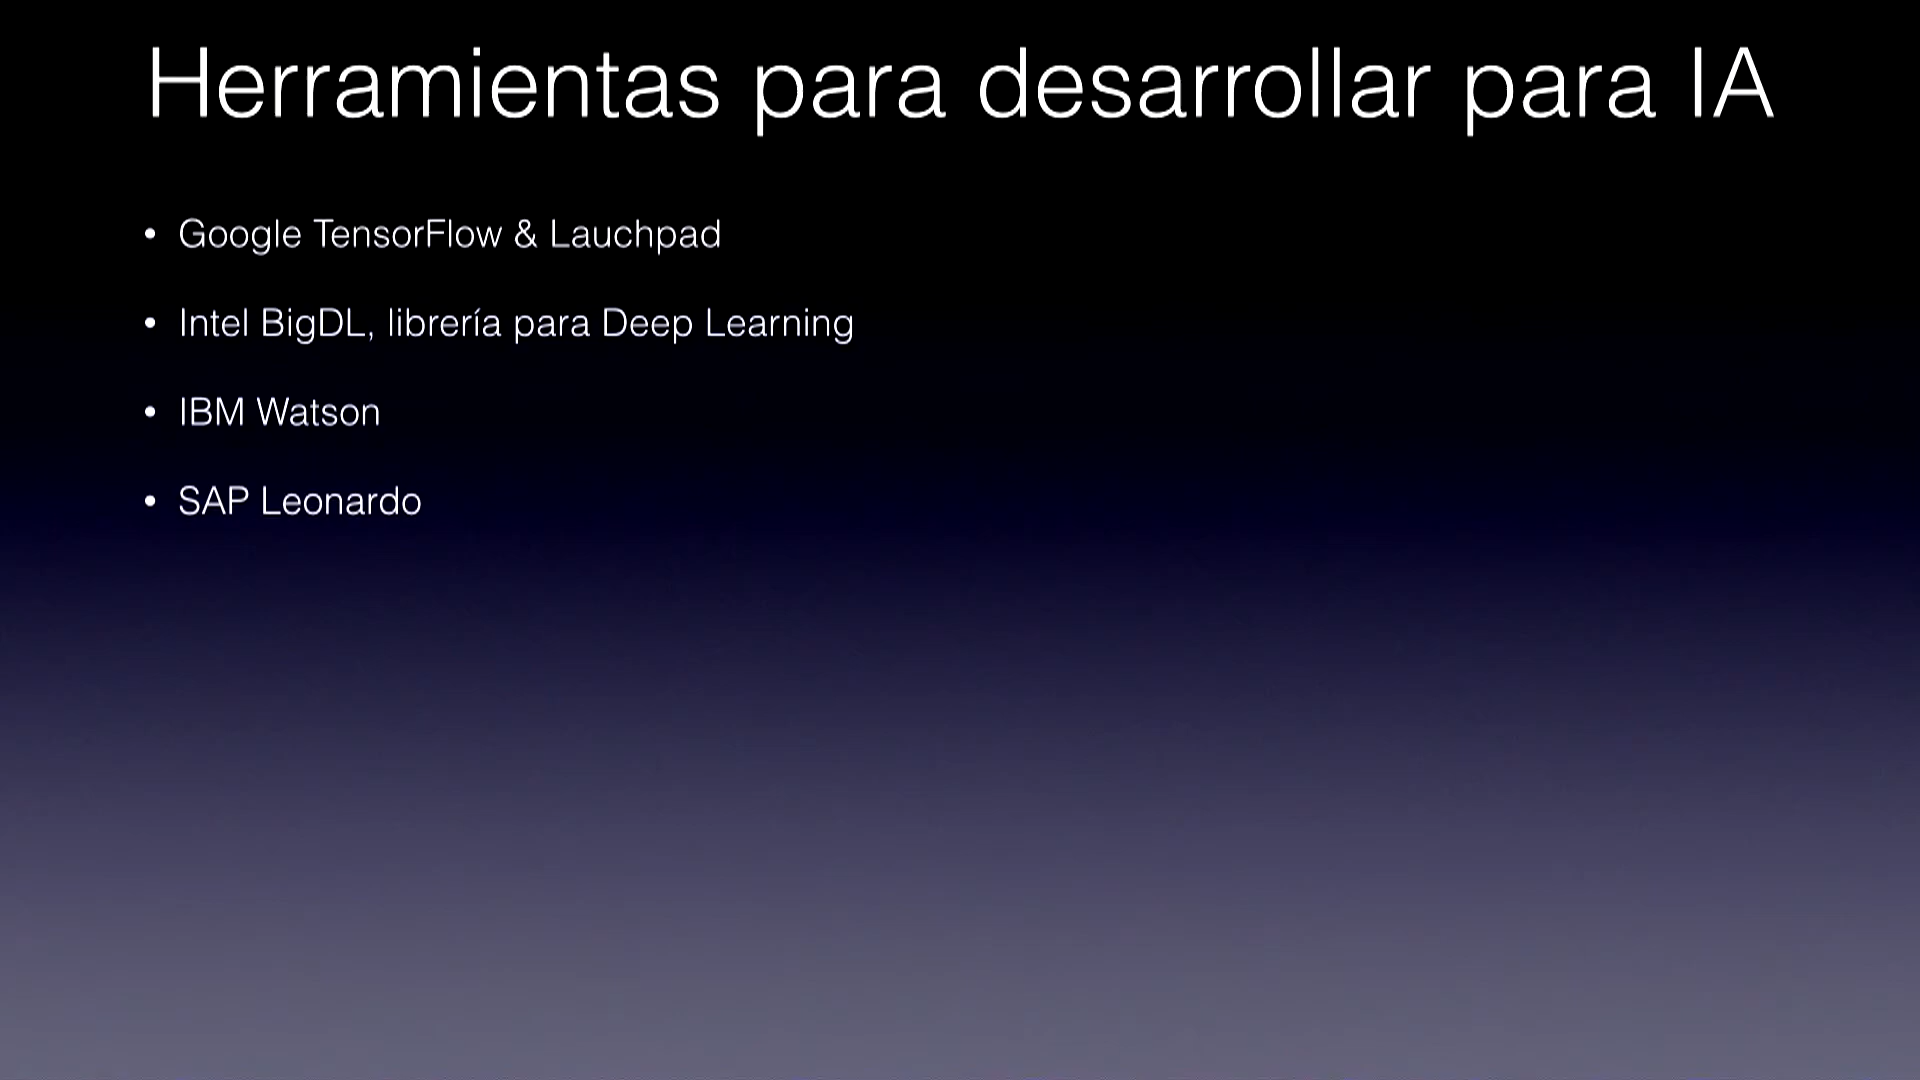 Herramientas para desarrollar para IA
• Google TensorFlow & Lauchpad
• Intel BigDL, librería para Deep Learning
• IBM Watson
• SAP Leonardo